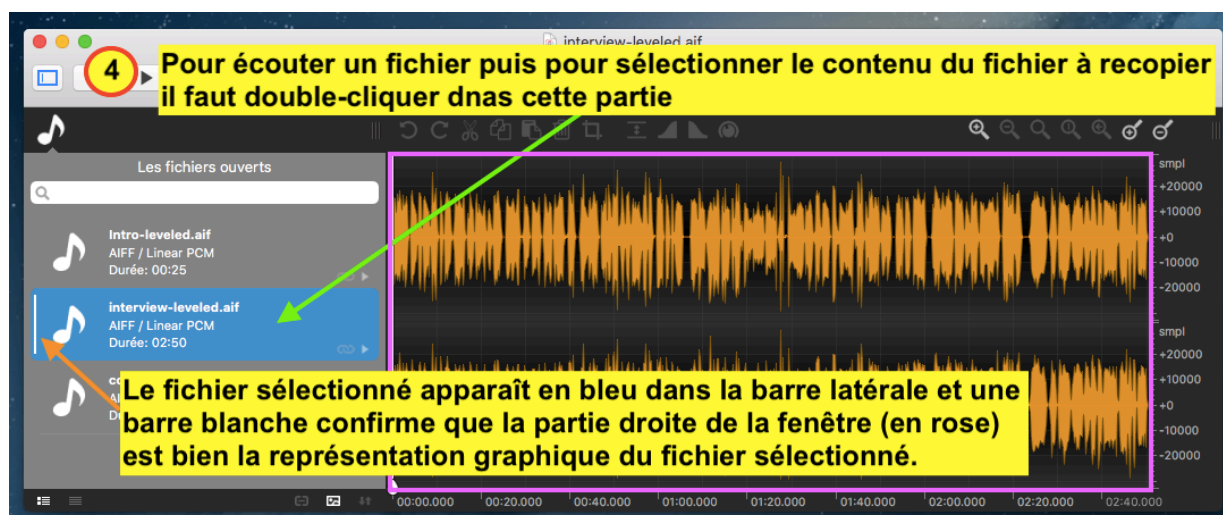 interview-leveled.aif
4
Pour écouter un fichier puis pour sélectionner le contenu du fichier à recopier
il faut double-cliquer dnas cette partie
Les fichiers ouverts
Intro-leveled.aif
AIFF / Linear PCM
Durée: 00:25
interview-leveled.aif
AIFF / Linear PCM
Durée: 02:50
Le fichier sélectionné apparaît en bleu dans la barre latérale et une
barre blanche confirme que la partie droite de la fenêtre (en rose)
est bien la représentation graphique du fichier sélectionné.
smpl
+20000
+10000
+0
-10000
-20000
smpl
+20000
+10000
+0
-10000
-20000
00:00.000 00:20.000 00:40.000 01:00.000 01:20.000 01:40.000 02:00.000 02:20.000 02:40.000